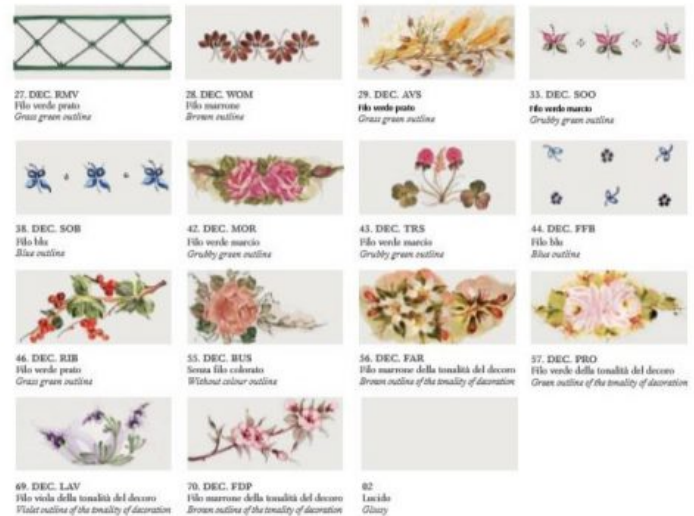 27. DEC. RMV
Filo verde prato
Grass green outline
28. DEC. WOM
Filo marrone
Brown outline
29. DEC. AVS
Filo verde prato
Grass green outline
33. DEC. SOO
Filo verde marcio
Grubby green outline
38. DEC. SOB
Filo blu
Blue outline
42. DEC. MOR
Filo verde marcio
Grubby green outline
43. DEC. TRS
Filo verde marcio
Grubby green outline
44. DEC. FFB
Filo blu
Blue outline
46. DEC. RIB
Filo verde prato
Grass green outline
55. DEC. BUS
Senza filo colorato
Without colour outline
56. DEC. FAR
Filo marrone della tonalità del decoro
Brown outline of the tonality of decoration
57. DEC. PRO
Filo verde della tonalità del decoro
Green outline of the tonality of decoration
69. DEC. LAV
Filo viola della tonalità del decoro
Violet outline of the tonality of decoration
70. DEC. FDP
Filo marrone della tonalità del decoro
Brown outline of the tonality of decoration
02
Lucido
Glossy